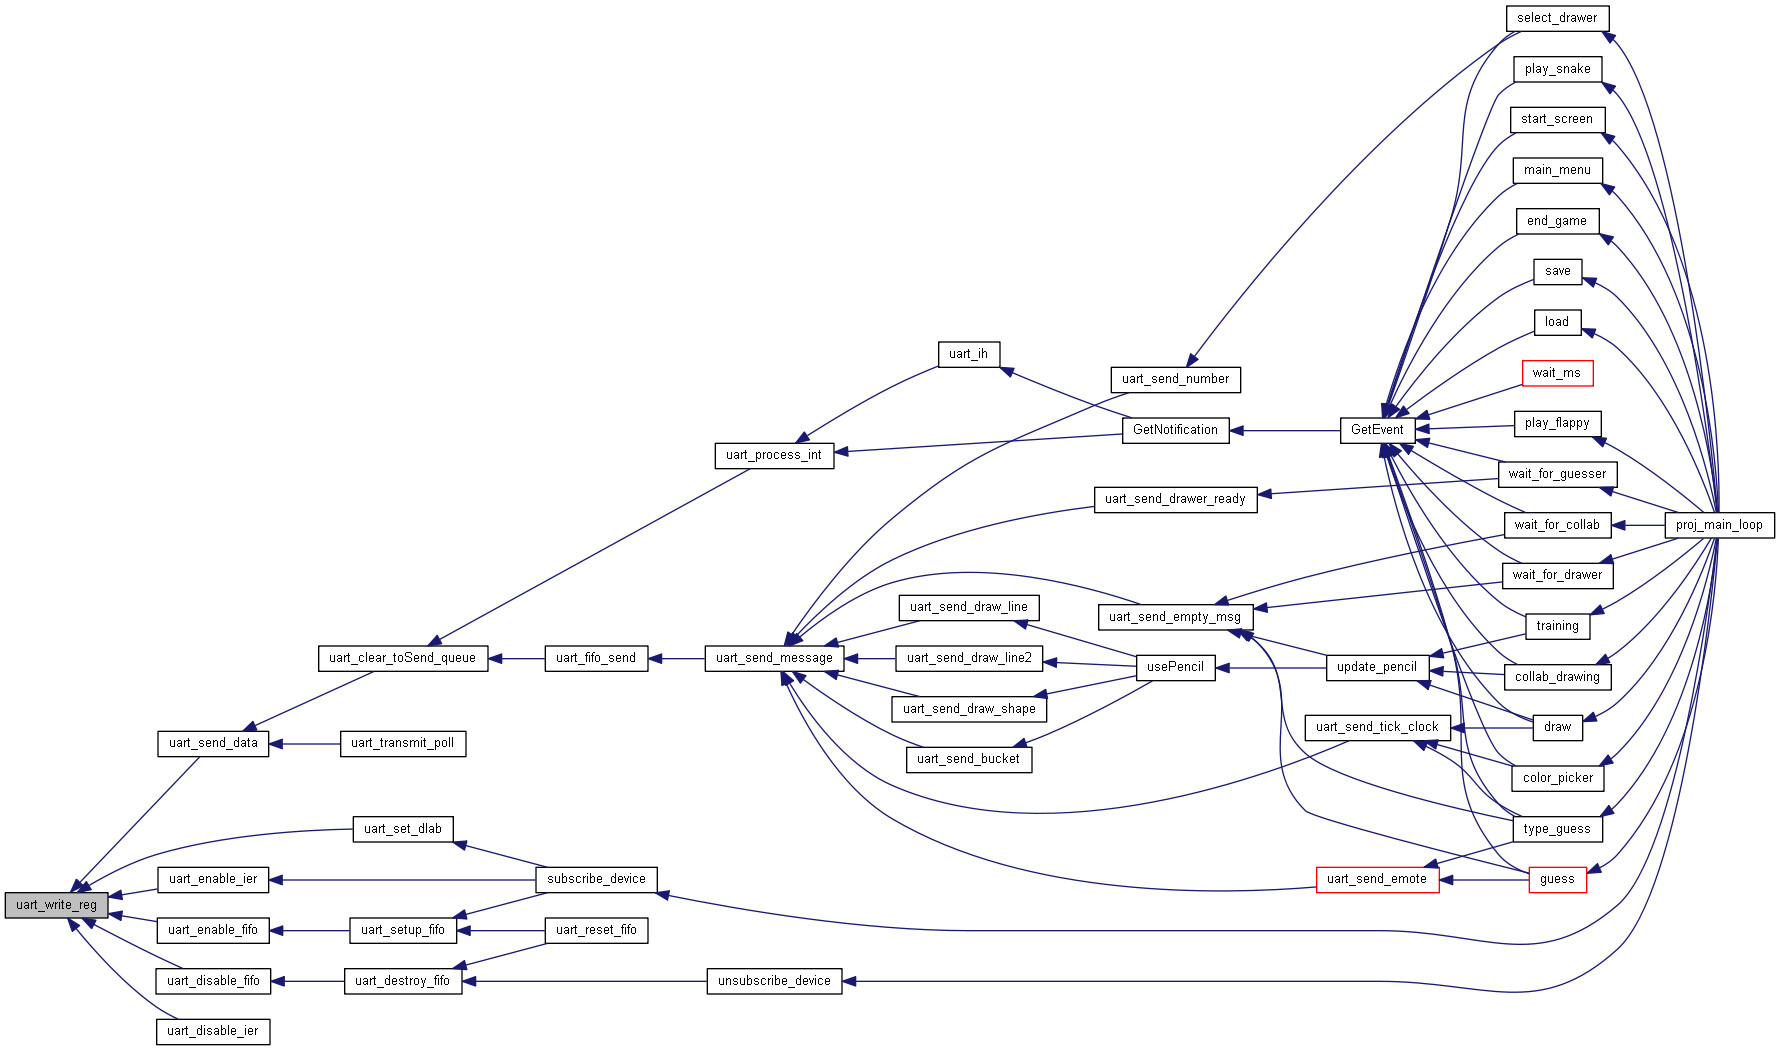 select_drawer
play_snake
start_screen
main_menu
end_game
save
load
uart_ih
wait_ms
uart_send_number
play_flappy
GetNotification
GetEvent
uart_process_int
wait_for_guesser
uart_send_drawer_ready
wait_for_collab
proj_main_loop
wait_for_drawer
uart_send_draw_line
uart_send_empty_msg
training
uart_clear_toSend_queue
uart_fifo_send
uart_send_message
uart_send_draw_line2
usePencil
update_pencil
collab_drawing
uart_send_draw_shape
uart_send_tick_clock
draw
uart_send_data
uart_transmit_poll
uart_send_bucket
color_picker
uart_set_dlab
type_guess
uart_enable_ier
subscribe_device
uart_send_emote
guess
uart_write_reg
uart_enable_fifo
uart_setup_fifo
uart_reset_fifo
uart_disable_fifo
uart_destroy_fifo
unsubscribe_device
uart_disable_ier